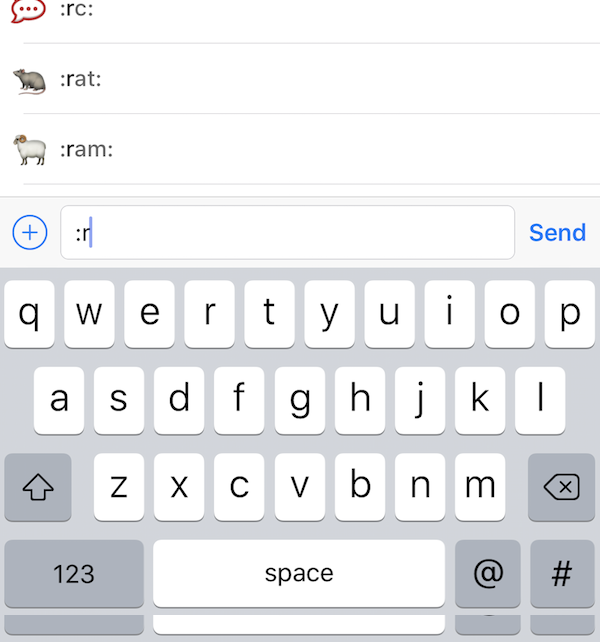 :rc:
:rat:
:ram:
:r Send
q w e r t y u i o p
a s d f g h j k l
z x c v b n m
123 space @ #